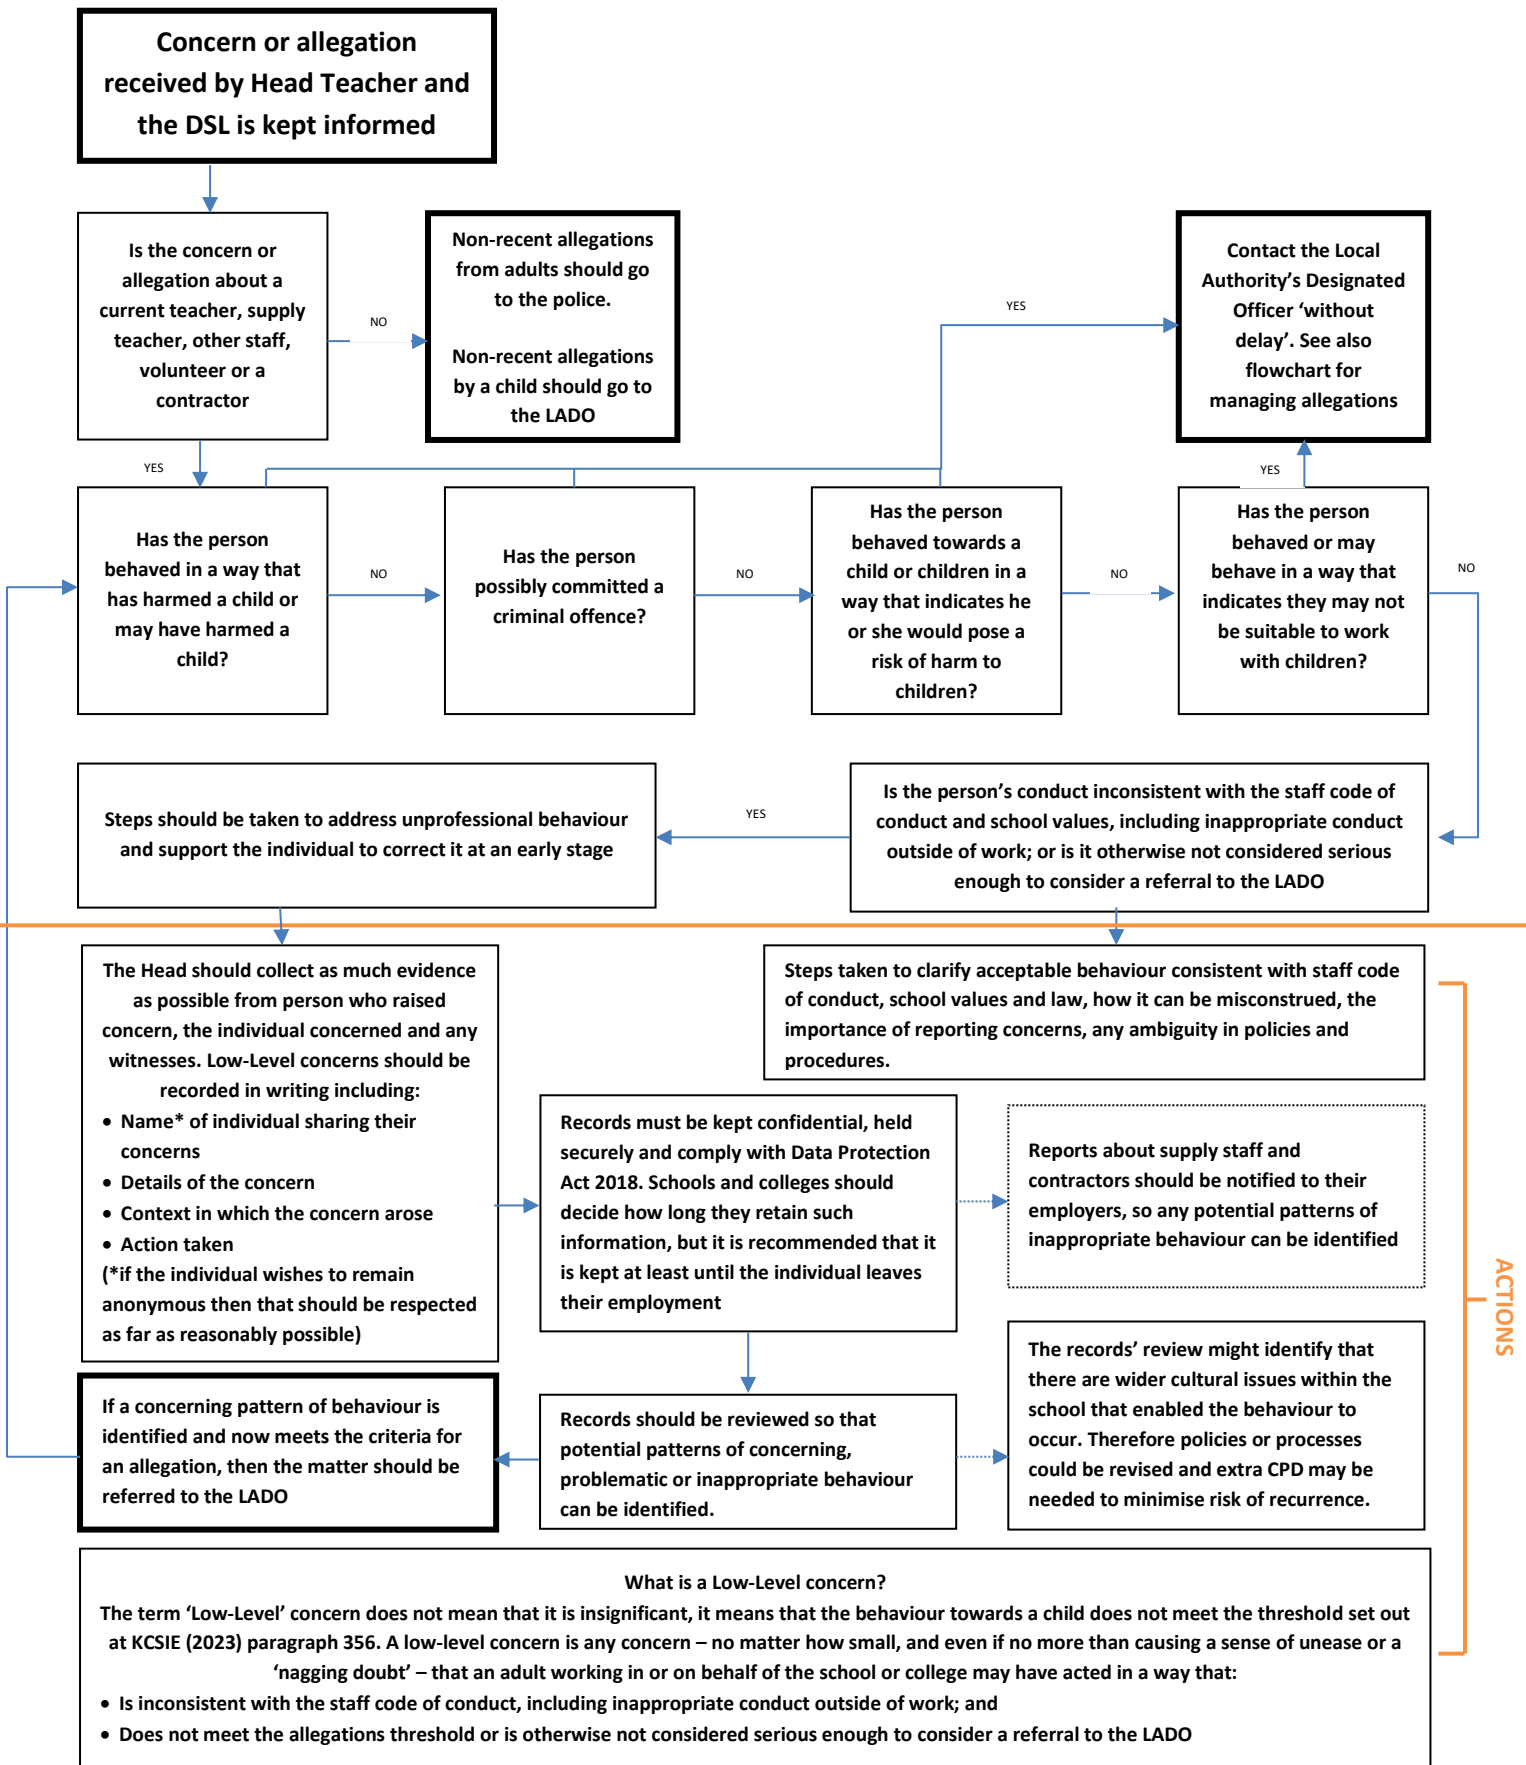 Concern or allegation
received by Head Teacher and
the DSL is kept informed
Is the concern or
allegation about a
current teacher, supply
teacher, other staff,
volunteer or a
contractor
NO
Non-recent allegations
from adults should go
to the police.
Non-recent allegations
by a child should go to
the LADO
YES
Contact the Local
Authority’s Designated
Officer ‘without
delay’. See also
flowchart for
managing allegations
YES
YES
Has the person
behaved in a way that
has harmed a child or
may have harmed a
child?
NO
Has the person
possibly committed a
criminal offence?
NO
Has the person
behaved towards a
child or children in a
way that indicates he
or she would pose a
risk of harm to
children?
NO
Has the person
behaved or may
behave in a way that
indicates they may not
be suitable to work
with children?
NO
Steps should be taken to address unprofessional behaviour
and support the individual to correct it at an early stage
YES
Is the person’s conduct inconsistent with the staff code of
conduct and school values, including inappropriate conduct
outside of work; or is it otherwise not considered serious
enough to consider a referral to the LADO
The Head should collect as much evidence
as possible from person who raised
concern, the individual concerned and any
witnesses. Low-Level concerns should be
recorded in writing including:
• Name* of individual sharing their
concerns
• Details of the concern
• Context in which the concern arose
• Action taken
(*if the individual wishes to remain
anonymous then that should be respected
as far as reasonably possible)
Steps taken to clarify acceptable behaviour consistent with staff code
of conduct, school values and law, how it can be misconstrued, the
importance of reporting concerns, any ambiguity in policies and
procedures.
Records must be kept confidential, held
securely and comply with Data Protection
Act 2018. Schools and colleges should
decide how long they retain such
information, but it is recommended that it
is kept at least until the individual leaves
their employment
Reports about supply staff and
contractors should be notified to their
employers, so any potential patterns of
inappropriate behaviour can be identified
ACTIONS
If a concerning pattern of behaviour is
identified and now meets the criteria for
an allegation, then the matter should be
referred to the LADO
Records should be reviewed so that
potential patterns of concerning,
problematic or inappropriate behaviour
can be identified.
The records’ review might identify that
there are wider cultural issues within the
school that enabled the behaviour to
occur. Therefore policies or processes
could be revised and extra CPD may be
needed to minimise risk of recurrence.
What is a Low-Level concern?
The term ‘Low-Level’ concern does not mean that it is insignificant, it means that the behaviour towards a child does not meet the threshold set out
at KCSIE (2023) paragraph 356. A low-level concern is any concern – no matter how small, and even if no more than causing a sense of unease or a
‘nagging doubt’ – that an adult working in or on behalf of the school or college may have acted in a way that:
• Is inconsistent with the staff code of conduct, including inappropriate conduct outside of work; and
• Does not meet the allegations threshold or is otherwise not considered serious enough to consider a referral to the LADO